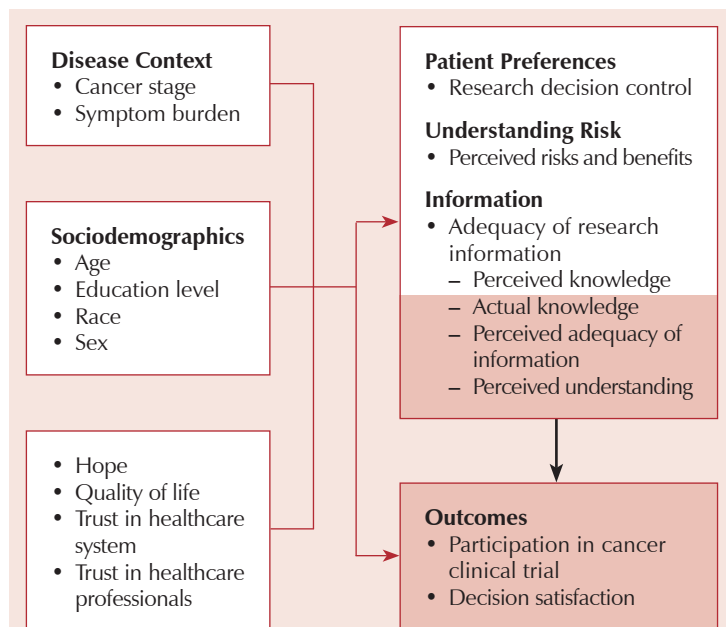 Disease Context
• Cancer stage
• Symptom burden
Sociodemographics
• Age
• Education level
• Race
• Sex
• Hope
• Quality of life
• Trust in healthcare
system
• Trust in healthcare
professionals
Patient Preferences
• Research decision control
Understanding Risk
• Perceived risks and benefits
Information
• Adequacy of research
information
– Perceived knowledge
– Actual knowledge
– Perceived adequacy of
information
– Perceived understanding
Outcomes
• Participation in cancer
clinical trial
• Decision satisfaction